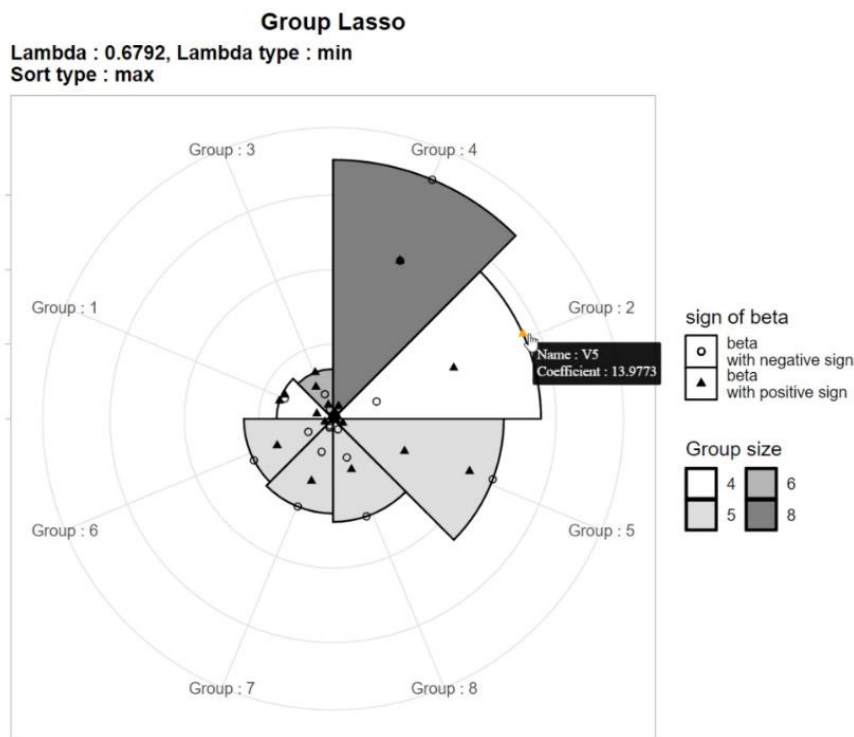 Group Lasso
Lambda : 0.6792, Lambda type : min
Sort type : max
Group : 3
Group : 4
Group : 1
Group : 2
Name : V5
Coefficient : 13.9773
Group : 6
Group : 5
Group : 7
Group : 8
sign of beta
beta
with negative sign
beta
with positive sign
Group size
4 6
5 8